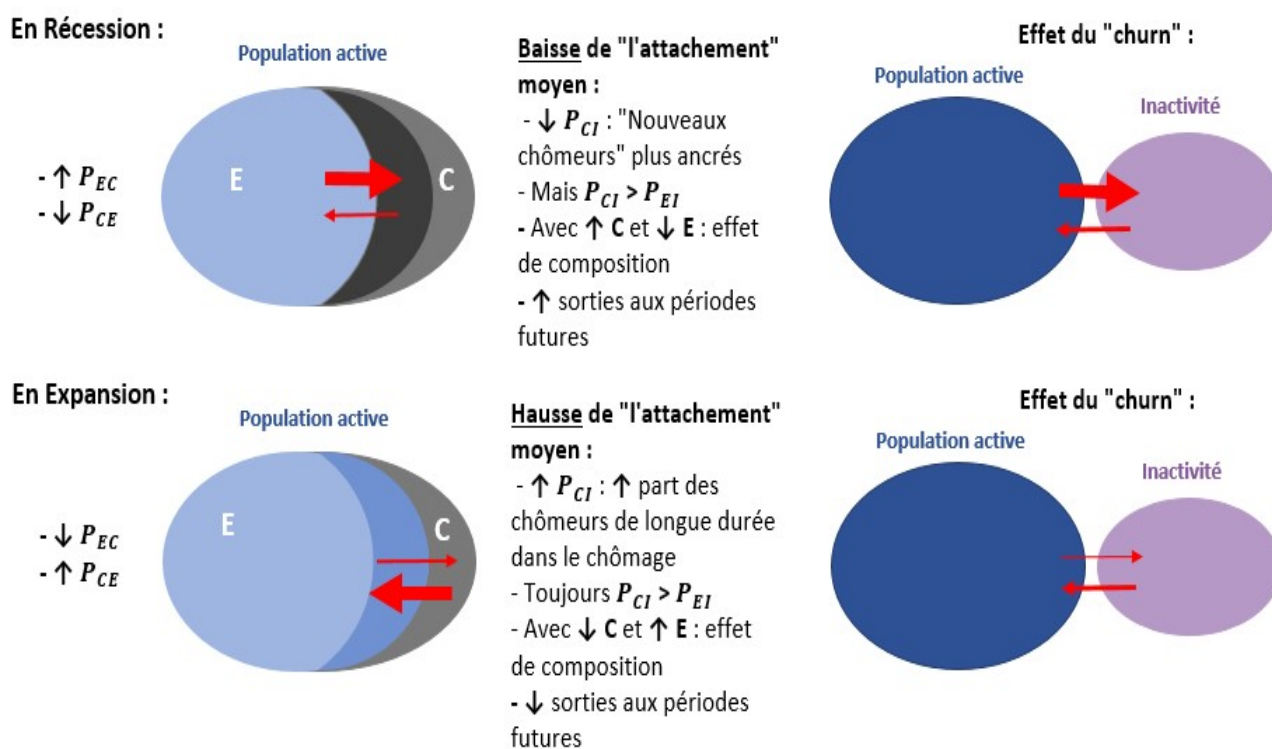 En Récession :
Population active
- ↑ P_EC
- ↓ P_CE
E
C
Baisse de "l'attachement"
moyen :
- ↓ P_CI : "Nouveaux
chômeurs" plus ancrés
- Mais P_CI > P_EI
- Avec ↑ C et ↓ E : effet
de composition
- ↑ sorties aux périodes
futures
Effet du "churn" :
Population active
Inactivité
En Expansion :
Population active
- ↓ P_EC
- ↑ P_CE
E
C
Hausse de "l'attachement"
moyen :
- ↑ P_CI : ↑ part des
chômeurs de longue durée
dans le chômage
- Toujours P_CI > P_EI
- Avec ↓ C et ↑ E : effet
de composition
- ↓ sorties aux périodes
futures
Effet du "churn" :
Population active
Inactivité